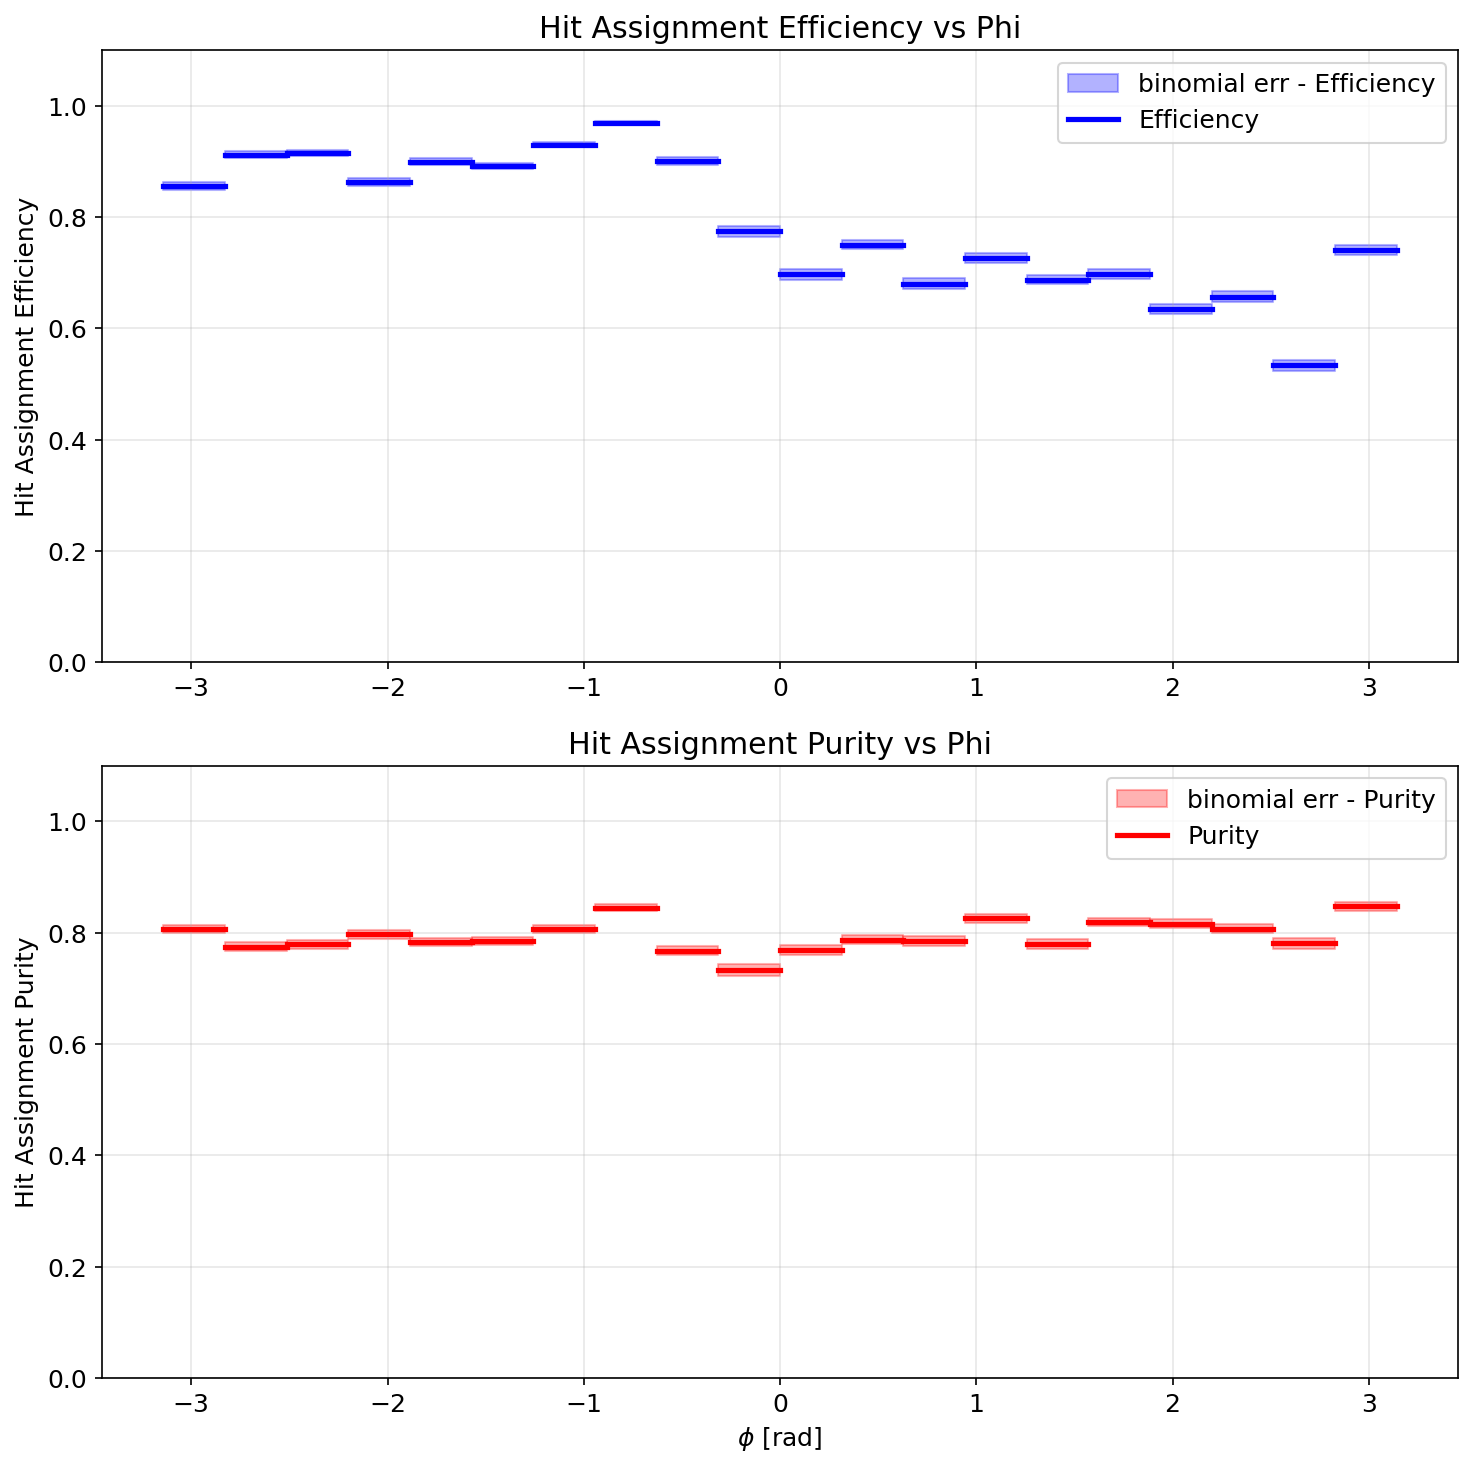 Hit Assignment Efficiency vs Phi
binomial err - Efficiency
Efficiency
Hit Assignment Efficiency
1.0
0.8
0.6
0.4
0.2
0.0
−3 −2 −1 0 1 2 3
Hit Assignment Purity vs Phi
binomial err - Purity
Purity
Hit Assignment Purity
1.0
0.8
0.6
0.4
0.2
0.0
−3 −2 −1 0 1 2 3
ϕ [rad]